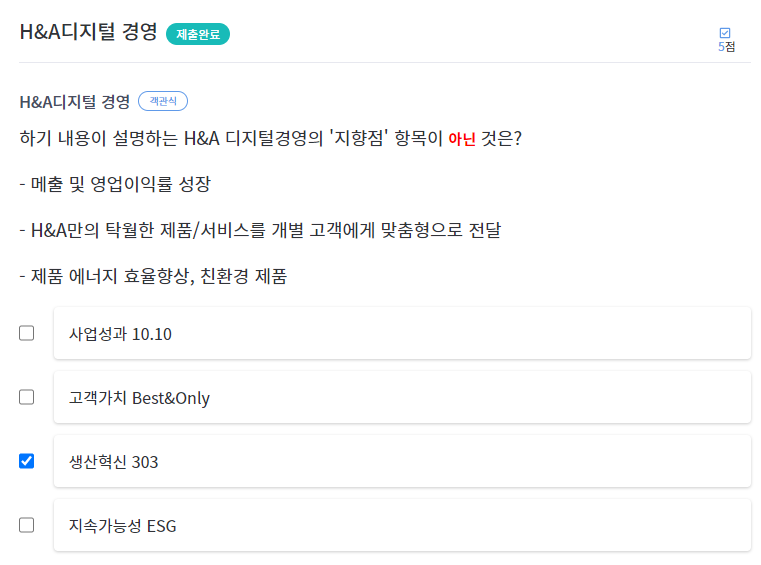 H&A디지털 경영 제출완료
5점
H&A디지털 경영 객관식
하기 내용이 설명하는 H&A 디지털경영의 '지향점' 항목이 아닌 것은?
- 메출 및 영업이익률 성장
- H&A만의 탁월한 제품/서비스를 개별 고객에게 맞춤형으로 전달
- 제품 에너지 효율향상, 친환경 제품
사업성과 10.10
고객가치 Best&Only
생산혁신 303
지속가능성 ESG